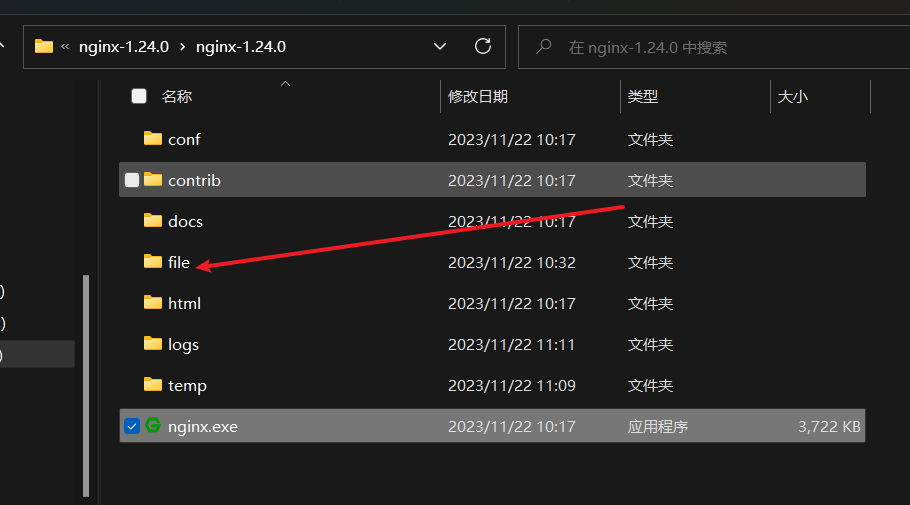 « nginx-1.24.0 › nginx-1.24.0 在 nginx-1.24.0 中搜索
名称 修改日期 类型 大小
conf 2023/11/22 10:17 文件夹
contrib 2023/11/22 10:17 文件夹
docs 2023/11/22 10:17 文件夹
file 2023/11/22 10:32 文件夹
html 2023/11/22 10:17 文件夹
)
logs 2023/11/22 11:11 文件夹
)
temp 2023/11/22 11:09 文件夹
)
nginx.exe 2023/11/22 10:17 应用程序 3,722 KB